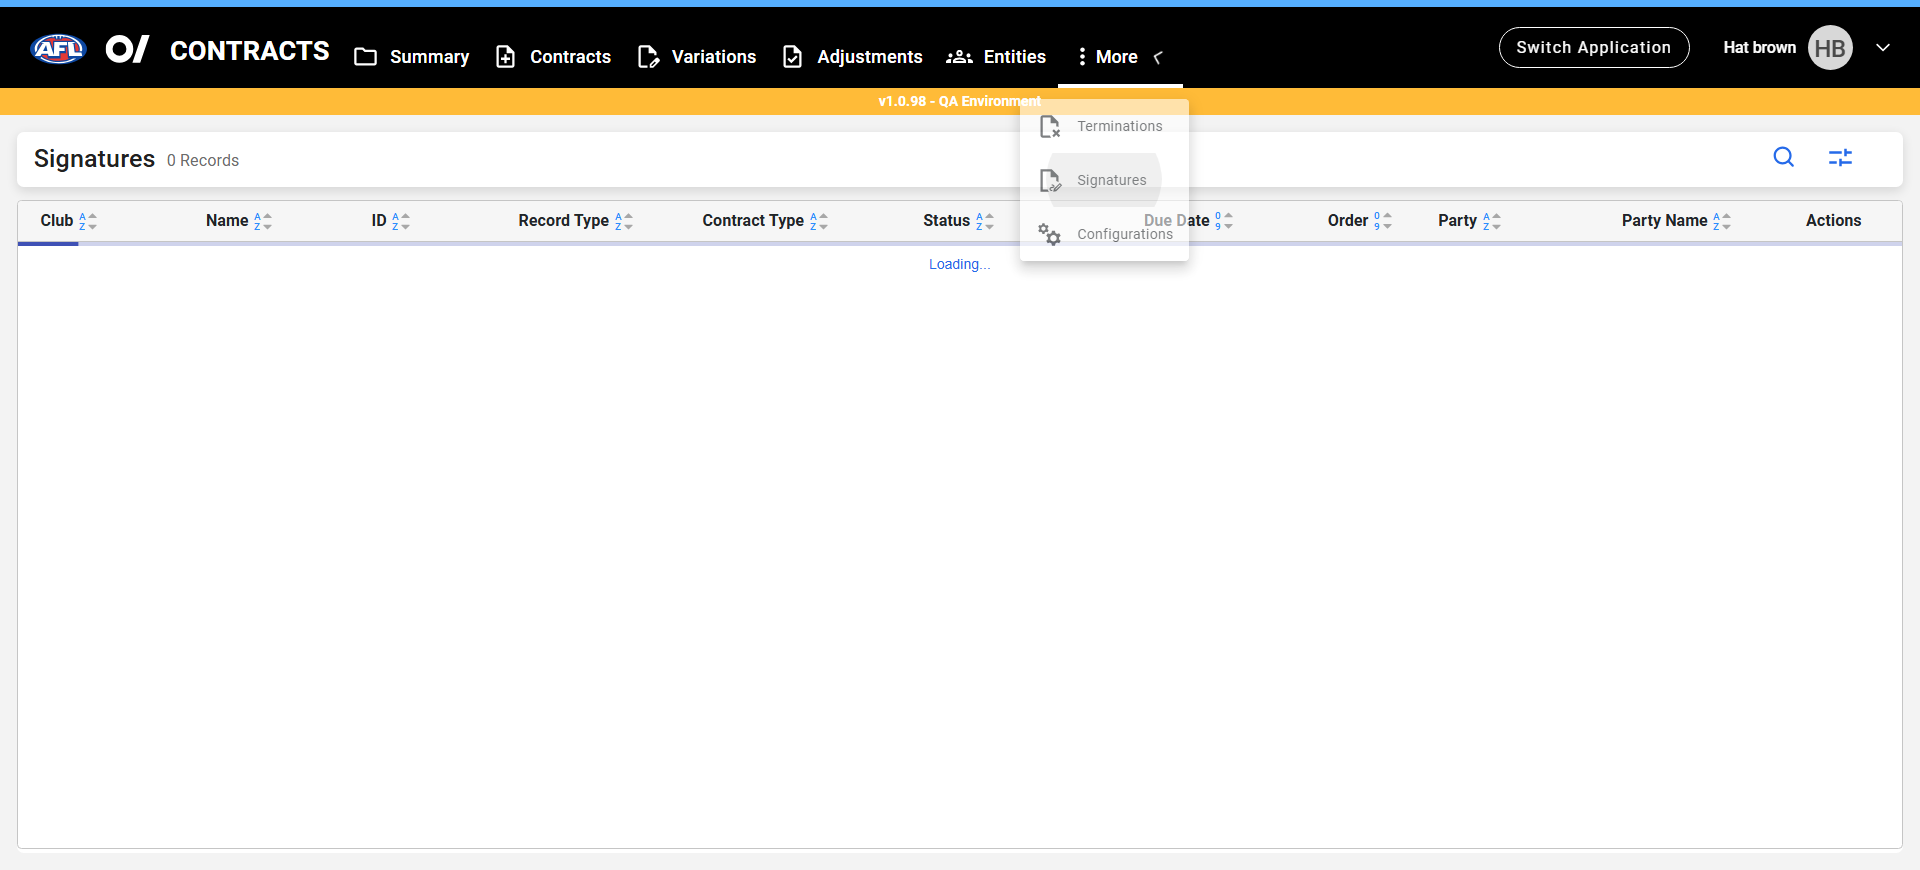 AFL
CONTRACTS
Summary
Contracts
Variations
Adjustments
Entities
More
Switch Application
Hat brown
HB
v1.0.98 - QA Environment
Terminations
Signatures
Configurations
Signatures 0 Records
Club
Name
ID
Record Type
Contract Type
Status
Due Date
Order
Party
Party Name
Actions
Loading...